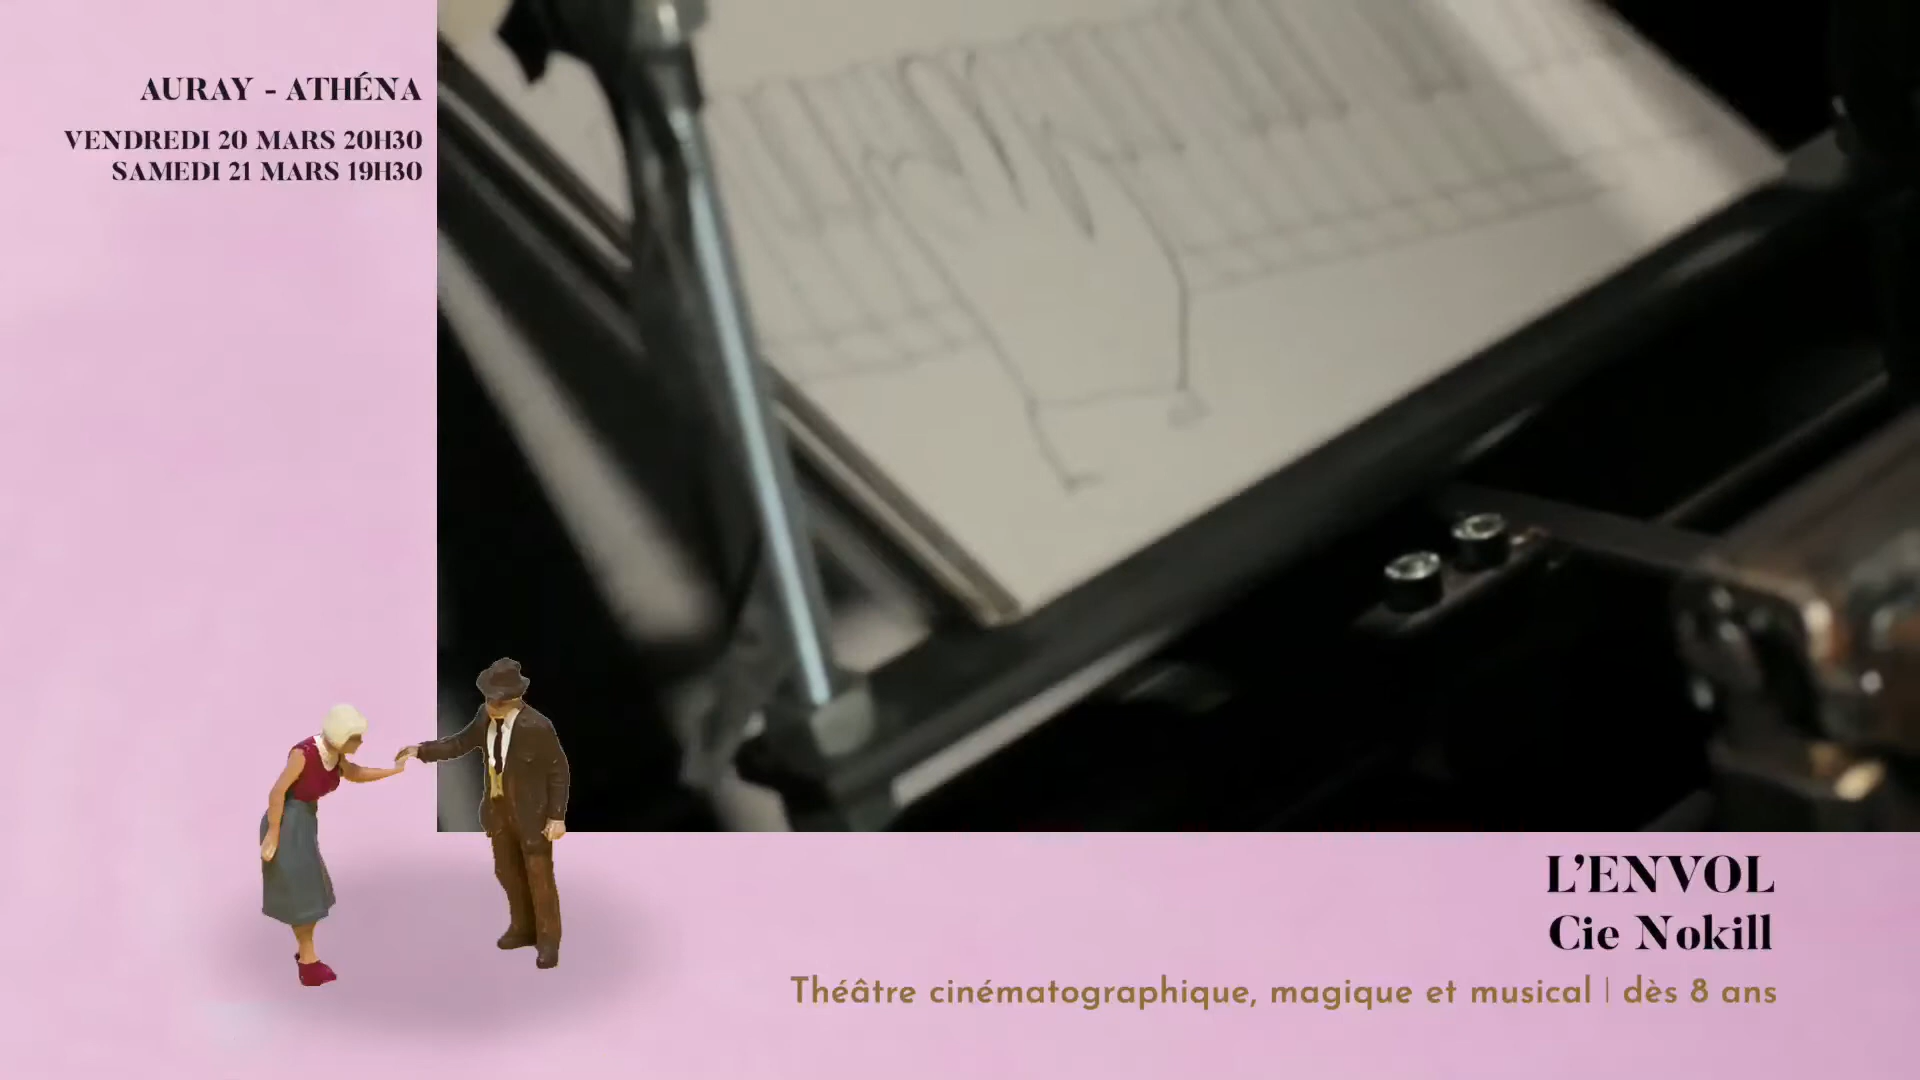 AURAY - ATHÉNA
VENDREDI 20 MARS 20H30
SAMEDI 21 MARS 19H30
L'ENVOL
Cie Nokill
Théâtre cinématographique, magique et musical | dès 8 ans